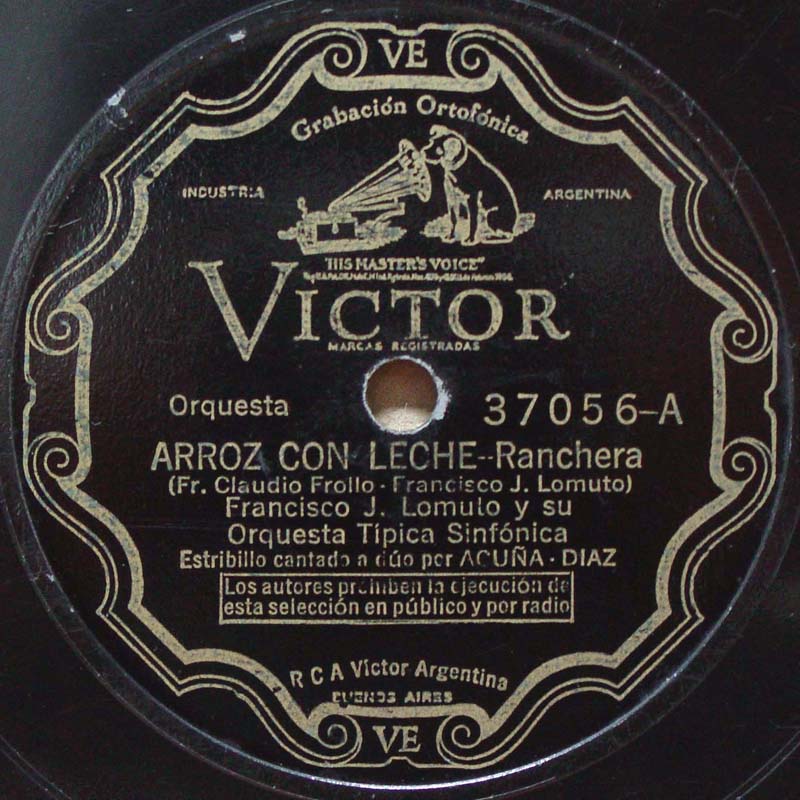 VE
Grabación Ortofónica
INDUSTRIA ARGENTINA
"HIS MASTER'S VOICE"
VICTOR
MARCAS REGISTRADAS
Orquesta 37056-A
ARROZ CON LECHE--Ranchera
(Fr. Claudio Frollo - Francisco J. Lomuto)
Francisco J. Lomulo y su
Orquesta Típica Sinfónica
Estribillo cantado a dúo por ACUÑA - DIAZ
Los autores prohiben la ejecución de
esta selección en público y por radio
R C A Víctor Argentina
BUENOS AIRES
VE